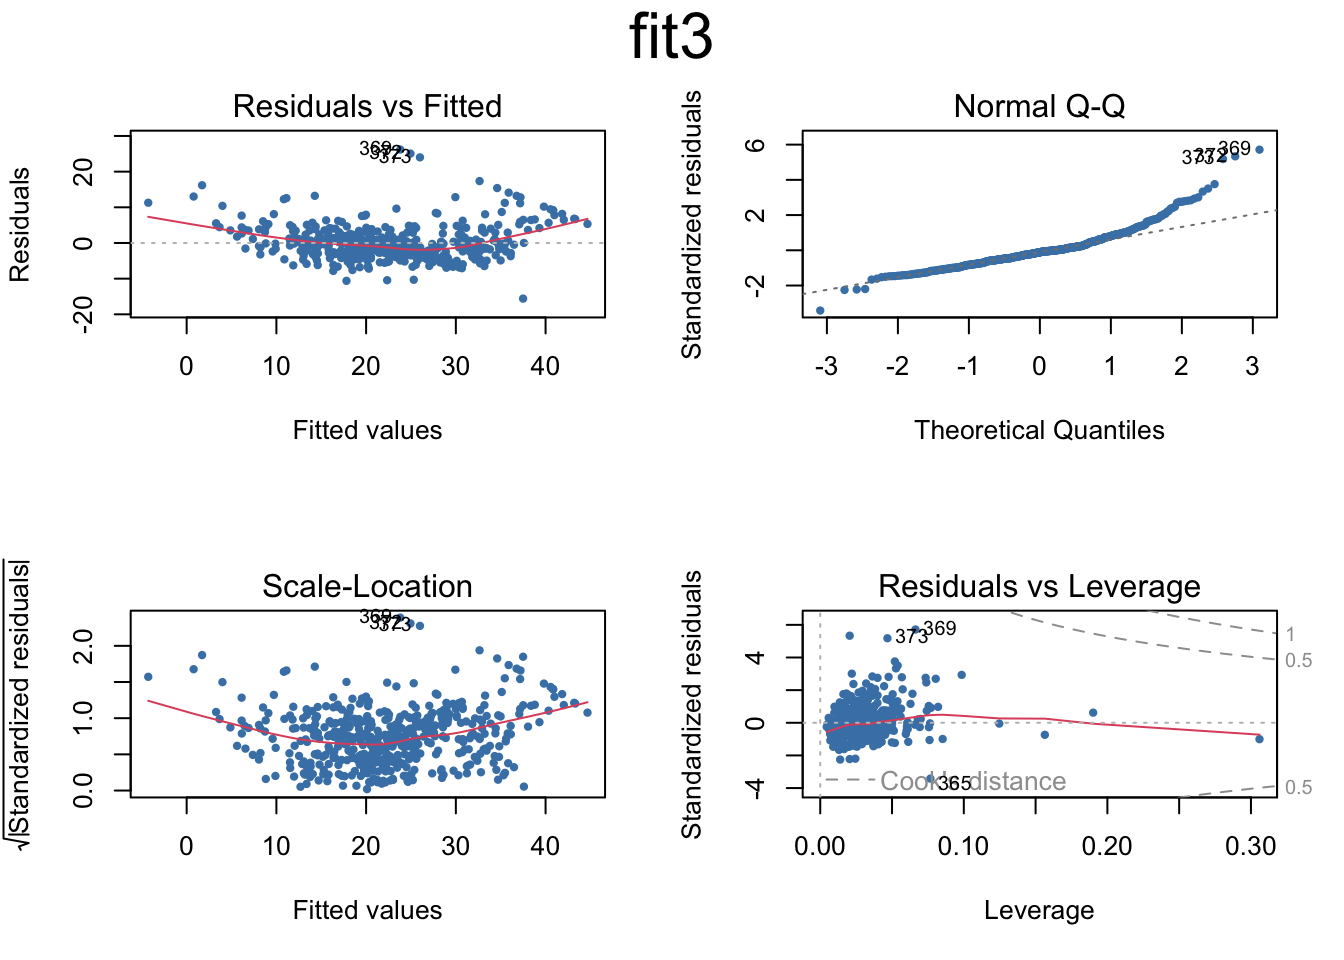 fit3
Residuals vs Fitted
Residuals
20
0
-20
369
372
373
0 10 20 30 40
Fitted values
Normal Q-Q
Standardized residuals
6
2
-2
373
372
369
-3 -2 -1 0 1 2 3
Theoretical Quantiles
Scale-Location
√|Standardized residuals|
2.0
1.0
0.0
369
372
373
0 10 20 30 40
Fitted values
Residuals vs Leverage
Standardized residuals
4
0
-4
373
369
365
Cook's distance
1
0.5
0.5
0.00 0.10 0.20 0.30
Leverage